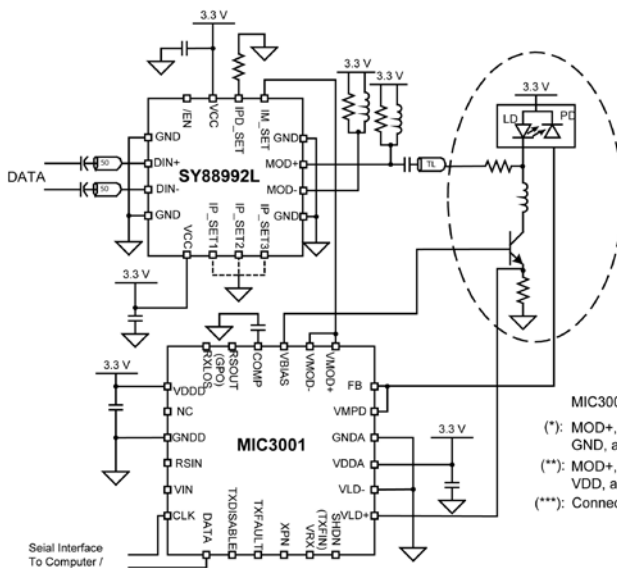 3.3 V
3.3 V
3.3 V
3.3 V
/EN
VCC
IPD_SET
IM_SET
LD
PD
GND
GND
DATA
50
DIN+
SY88992L
MOD+
TL
50
DIN-
MOD-
GND
GND
VCC
IP_SET1
IP_SET2
IP_SET3
3.3 V
RXLOS
RSOUT
(GPO)
COMP
VBIAS
VMOD-
VMOD+
3.3 V
VDDD
FB
NC
VMPD
GNDD
MIC3001
GNDA
3.3 V
RSIN
VDDA
VIN
VLD-
CLK
VLD+
DATA
TXDISABLE
TXFAULT
XPN
VRX
SHDN
(TXFIN)
Seial Interface
To Computer /
MIC300
(*): MOD+,
GND, a
(**): MOD+,
VDD, a
(***): Connec